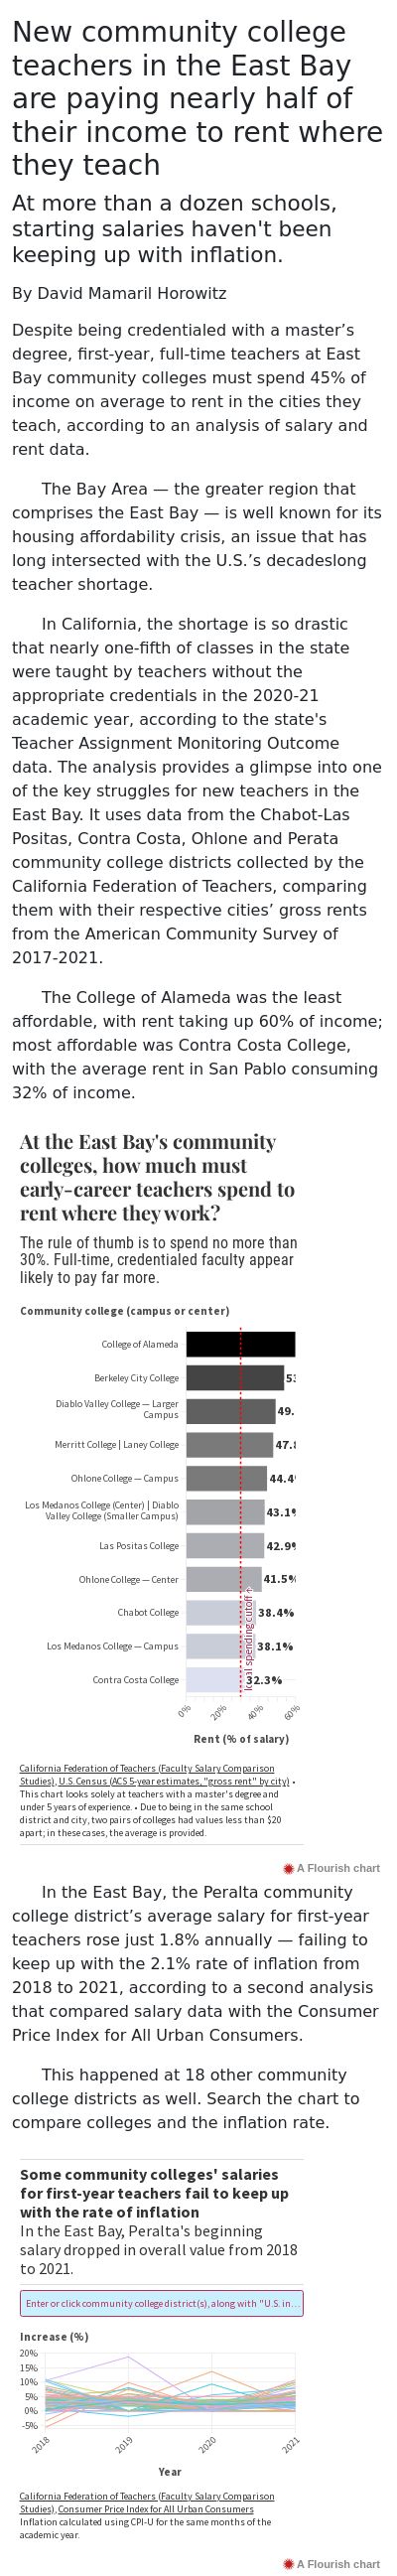 New community college
teachers in the East Bay
are paying nearly half of
their income to rent where
they teach
At more than a dozen schools,
starting salaries haven't been
keeping up with inflation.
By David Mamaril Horowitz
Despite being credentialed with a master’s
degree, first-year, full-time teachers at East
Bay community colleges must spend 45% of
income on average to rent in the cities they
teach, according to an analysis of salary and
rent data.
The Bay Area — the greater region that
comprises the East Bay — is well known for its
housing affordability crisis, an issue that has
long intersected with the U.S.’s decadeslong
teacher shortage.
In California, the shortage is so drastic
that nearly one-fifth of classes in the state
were taught by teachers without the
appropriate credentials in the 2020-21
academic year, according to the state's
Teacher Assignment Monitoring Outcome
data. The analysis provides a glimpse into one
of the key struggles for new teachers in the
East Bay. It uses data from the Chabot-Las
Positas, Contra Costa, Ohlone and Perata
community college districts collected by the
California Federation of Teachers, comparing
them with their respective cities’ gross rents
from the American Community Survey of
2017-2021.
The College of Alameda was the least
affordable, with rent taking up 60% of income;
most affordable was Contra Costa College,
with the average rent in San Pablo consuming
32% of income.
At the East Bay's community
colleges, how much must
early-career teachers spend to
rent where they work?
The rule of thumb is to spend no more than
30%. Full-time, credentialed faculty appear
likely to pay far more.
Community college (campus or center)
College of Alameda
Berkeley City College
Diablo Valley College — Larger 49.
Campus
Merritt College | Laney College 47.8
Ohlone College — Campus 44.4%
Los Medanos College (Center) | Diablo 43.1%
Valley College (Smaller Campus)
Las Positas College 42.9%
Ohlone College — Center 41.5%
Chabot College 38.4%
Los Medanos College — Campus 38.1%
Contra Costa College 32.3%
spending cutoff
0% 20% 40% 60%
Rent (% of salary)
California Federation of Teachers (Faculty Salary Comparison
Studies), U.S. Census (ACS 5-year estimates, "gross rent" by city) •
This chart looks solely at teachers with a master's degree and
under 5 years of experience. • Due to being in the same school
district and city, two pairs of colleges had values less than $20
apart; in these cases, the average is provided.
A Flourish chart
In the East Bay, the Peralta community
college district’s average salary for first-year
teachers rose just 1.8% annually — failing to
keep up with the 2.1% rate of inflation from
2018 to 2021, according to a second analysis
that compared salary data with the Consumer
Price Index for All Urban Consumers.
This happened at 18 other community
college districts as well. Search the chart to
compare colleges and the inflation rate.
Some community colleges' salaries
for first-year teachers fail to keep up
with the rate of inflation
In the East Bay, Peralta's beginning
salary dropped in overall value from 2018
to 2021.
Enter or click community college district(s), along with "U.S. in...
Increase (%)
20%
15%
10%
5%
0%
-5%
2018 2019 2020 2021
Year
California Federation of Teachers (Faculty Salary Comparison
Studies), Consumer Price Index for All Urban Consumers
Inflation calculated using CPI-U for the same months of the
academic year.
A Flourish chart